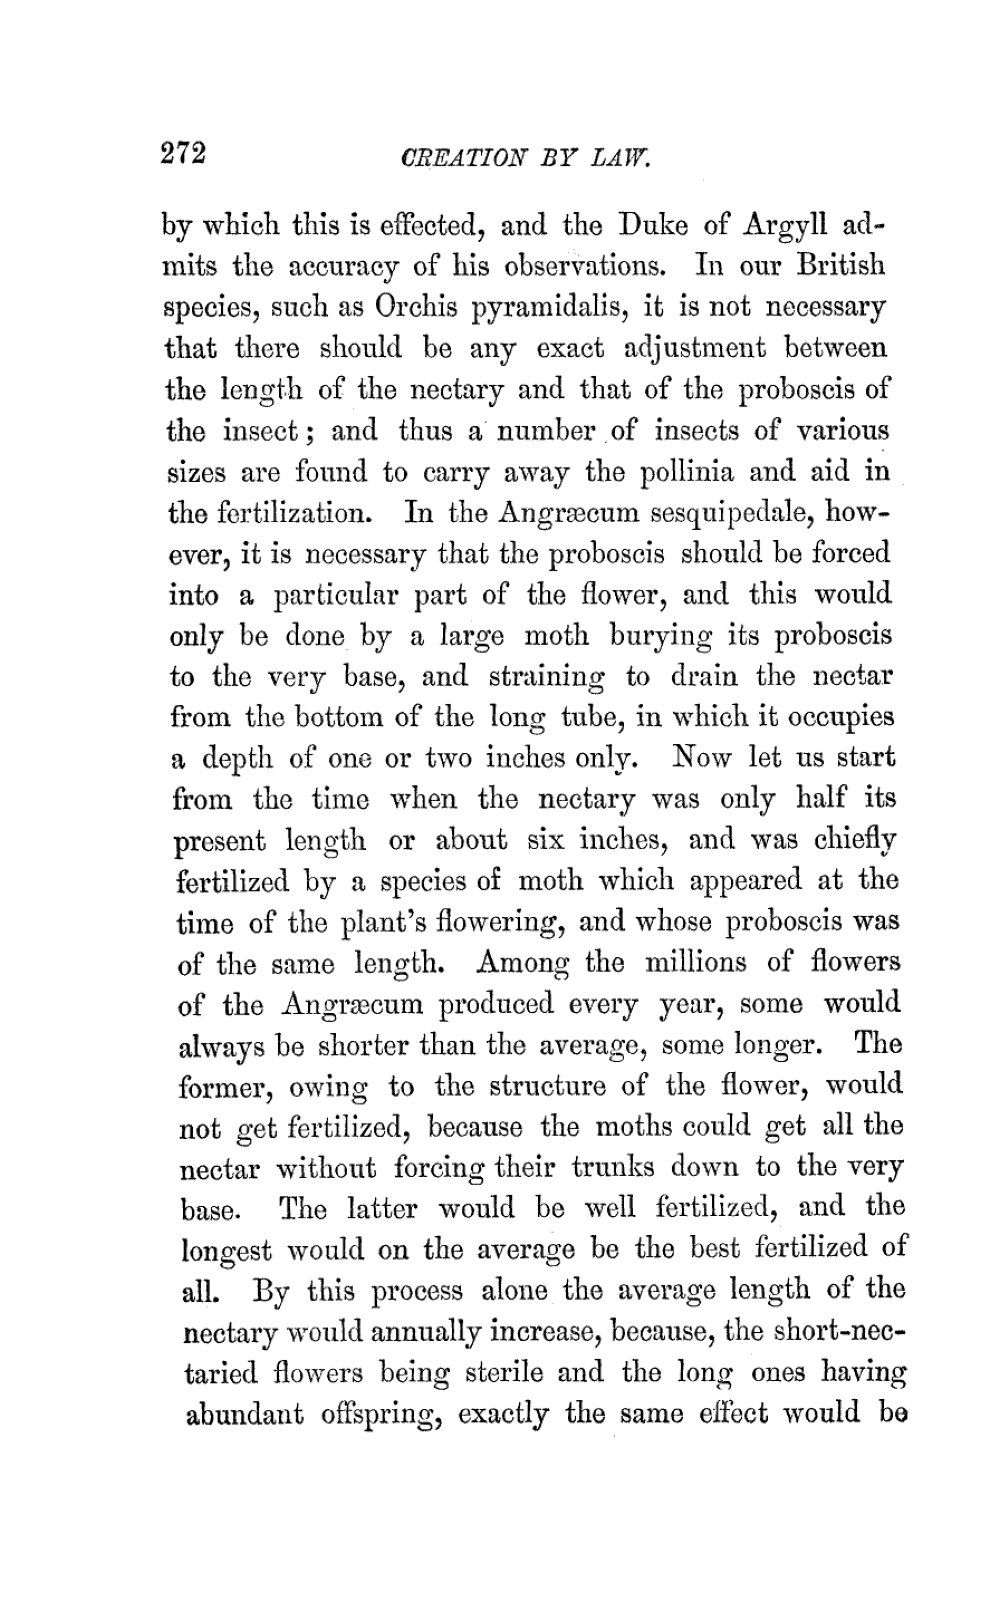 272 CREATION BY LAW.
by which this is effected, and the Duke of Argyll ad-
mits the accuracy of his observations. In our British
species, such as Orchis pyramidalis, it is not necessary
that there should be any exact adjustment between
the length of the nectary and that of the proboscis of
the insect; and thus a number of insects of various
sizes are found to carry away the pollinia and aid in
the fertilization. In the Angræcum sesquipedale, how-
ever, it is necessary that the proboscis should be forced
into a particular part of the flower, and this would
only be done by a large moth burying its proboscis
to the very base, and straining to drain the nectar
from the bottom of the long tube, in which it occupies
a depth of one or two inches only. Now let us start
from the time when the nectary was only half its
present length or about six inches, and was chiefly
fertilized by a species of moth which appeared at the
time of the plant's flowering, and whose proboscis was
of the same length. Among the millions of flowers
of the Angræcum produced every year, some would
always be shorter than the average, some longer. The
former, owing to the structure of the flower, would
not get fertilized, because the moths could get all the
nectar without forcing their trunks down to the very
base. The latter would be well fertilized, and the
longest would on the average be the best fertilized of
all. By this process alone the average length of the
nectary would annually increase, because, the short-nec-
taried flowers being sterile and the long ones having
abundant offspring, exactly the same effect would be